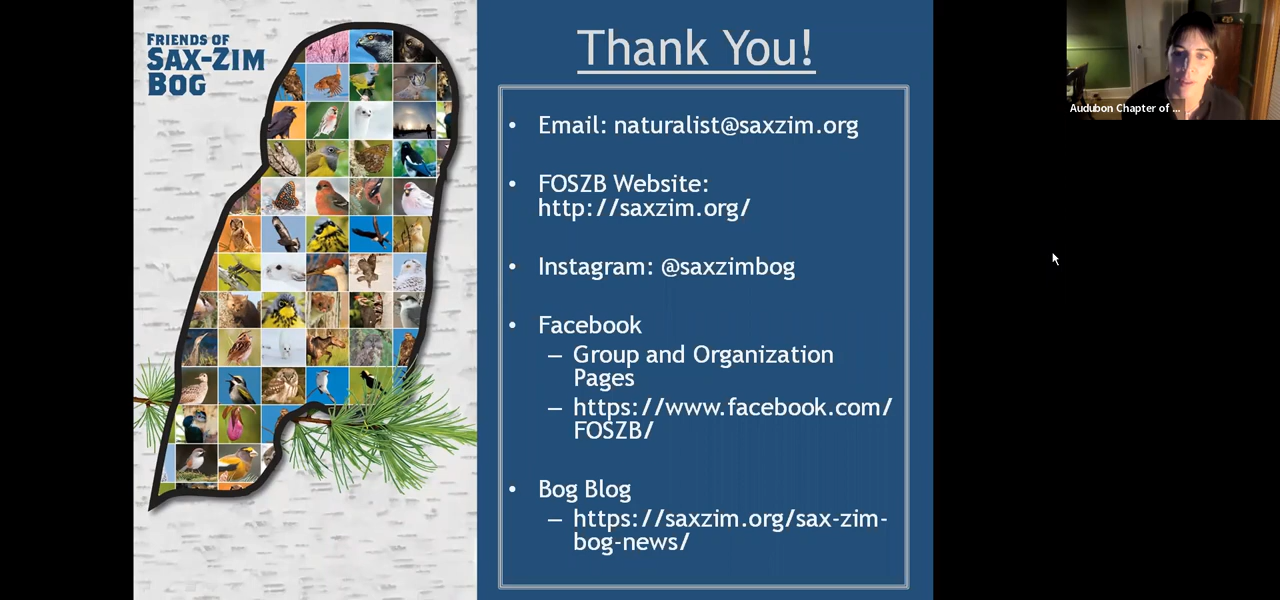 FRIENDS OF
SAX-ZIM
BOG
Thank You!
• Email: naturalist@saxzim.org
• FOSZB Website:
http://saxzim.org/
• Instagram: @saxzimbog
• Facebook
– Group and Organization
Pages
– https://www.facebook.com/
FOSZB/
• Bog Blog
– https://saxzim.org/sax-zim-
bog-news/
Audubon Chapter of ...